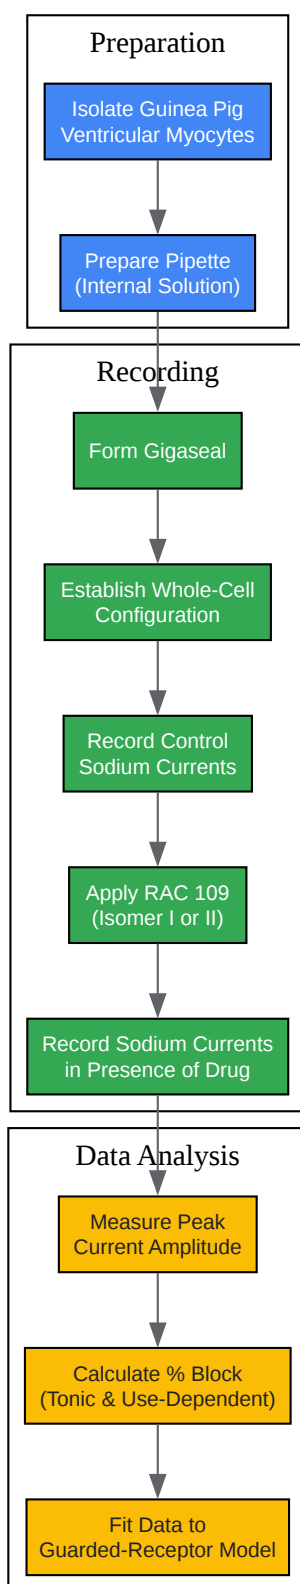 Preparation
Isolate Guinea Pig
Ventricular Myocytes
Prepare Pipette
(Internal Solution)
Recording
Form Gigaseal
Establish Whole-Cell
Configuration
Record Control
Sodium Currents
Apply RAC 109
(Isomer I or II)
Record Sodium Currents
in Presence of Drug
Data Analysis
Measure Peak
Current Amplitude
Calculate % Block
(Tonic & Use-Dependent)
Fit Data to
Guarded-Receptor Model